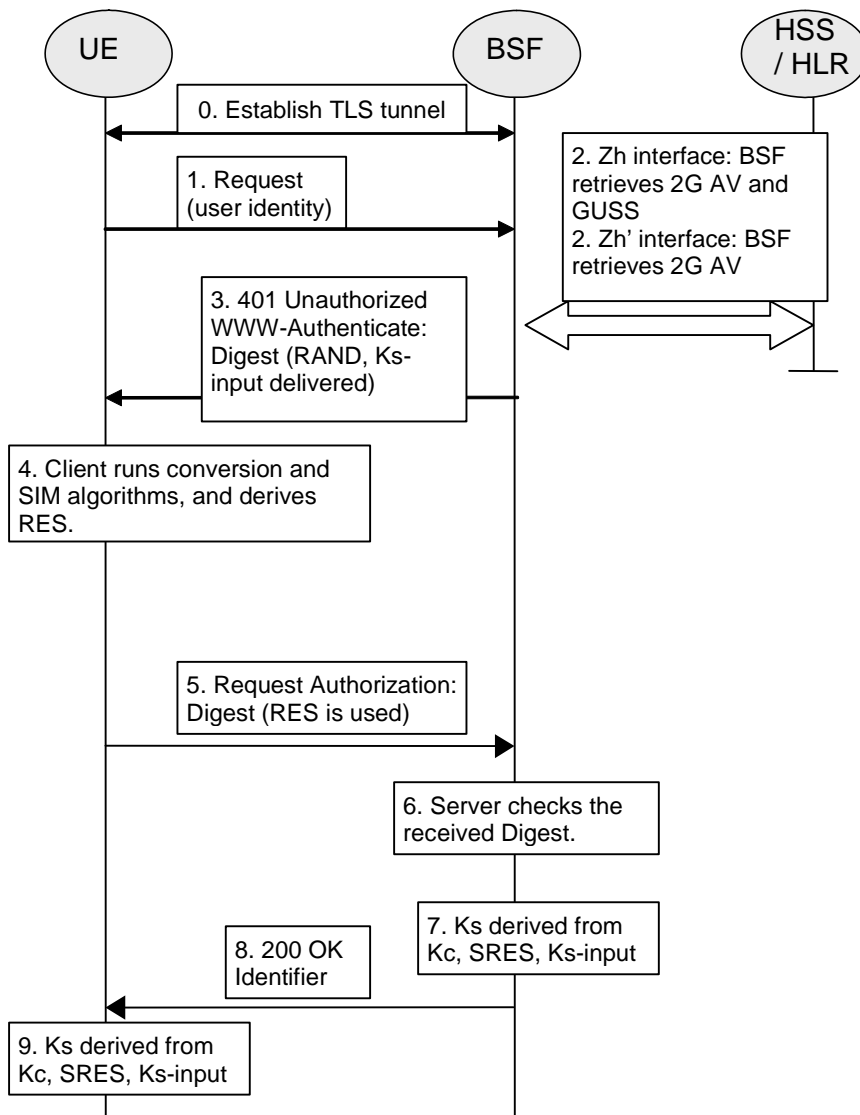 UE
BSF
HSS
/ HLR
0. Establish TLS tunnel
1. Request
(user identity)
2. Zh interface: BSF
retrieves 2G AV and
GUSS
2. Zh’ interface: BSF
retrieves 2G AV
3. 401 Unauthorized
WWW-Authenticate:
Digest (RAND, Ks-
input delivered)
4. Client runs conversion and
SIM algorithms, and derives
RES.
5. Request Authorization:
Digest (RES is used)
6. Server checks the
received Digest.
7. Ks derived from
Kc, SRES, Ks-input
8. 200 OK
Identifier
9. Ks derived from
Kc, SRES, Ks-input